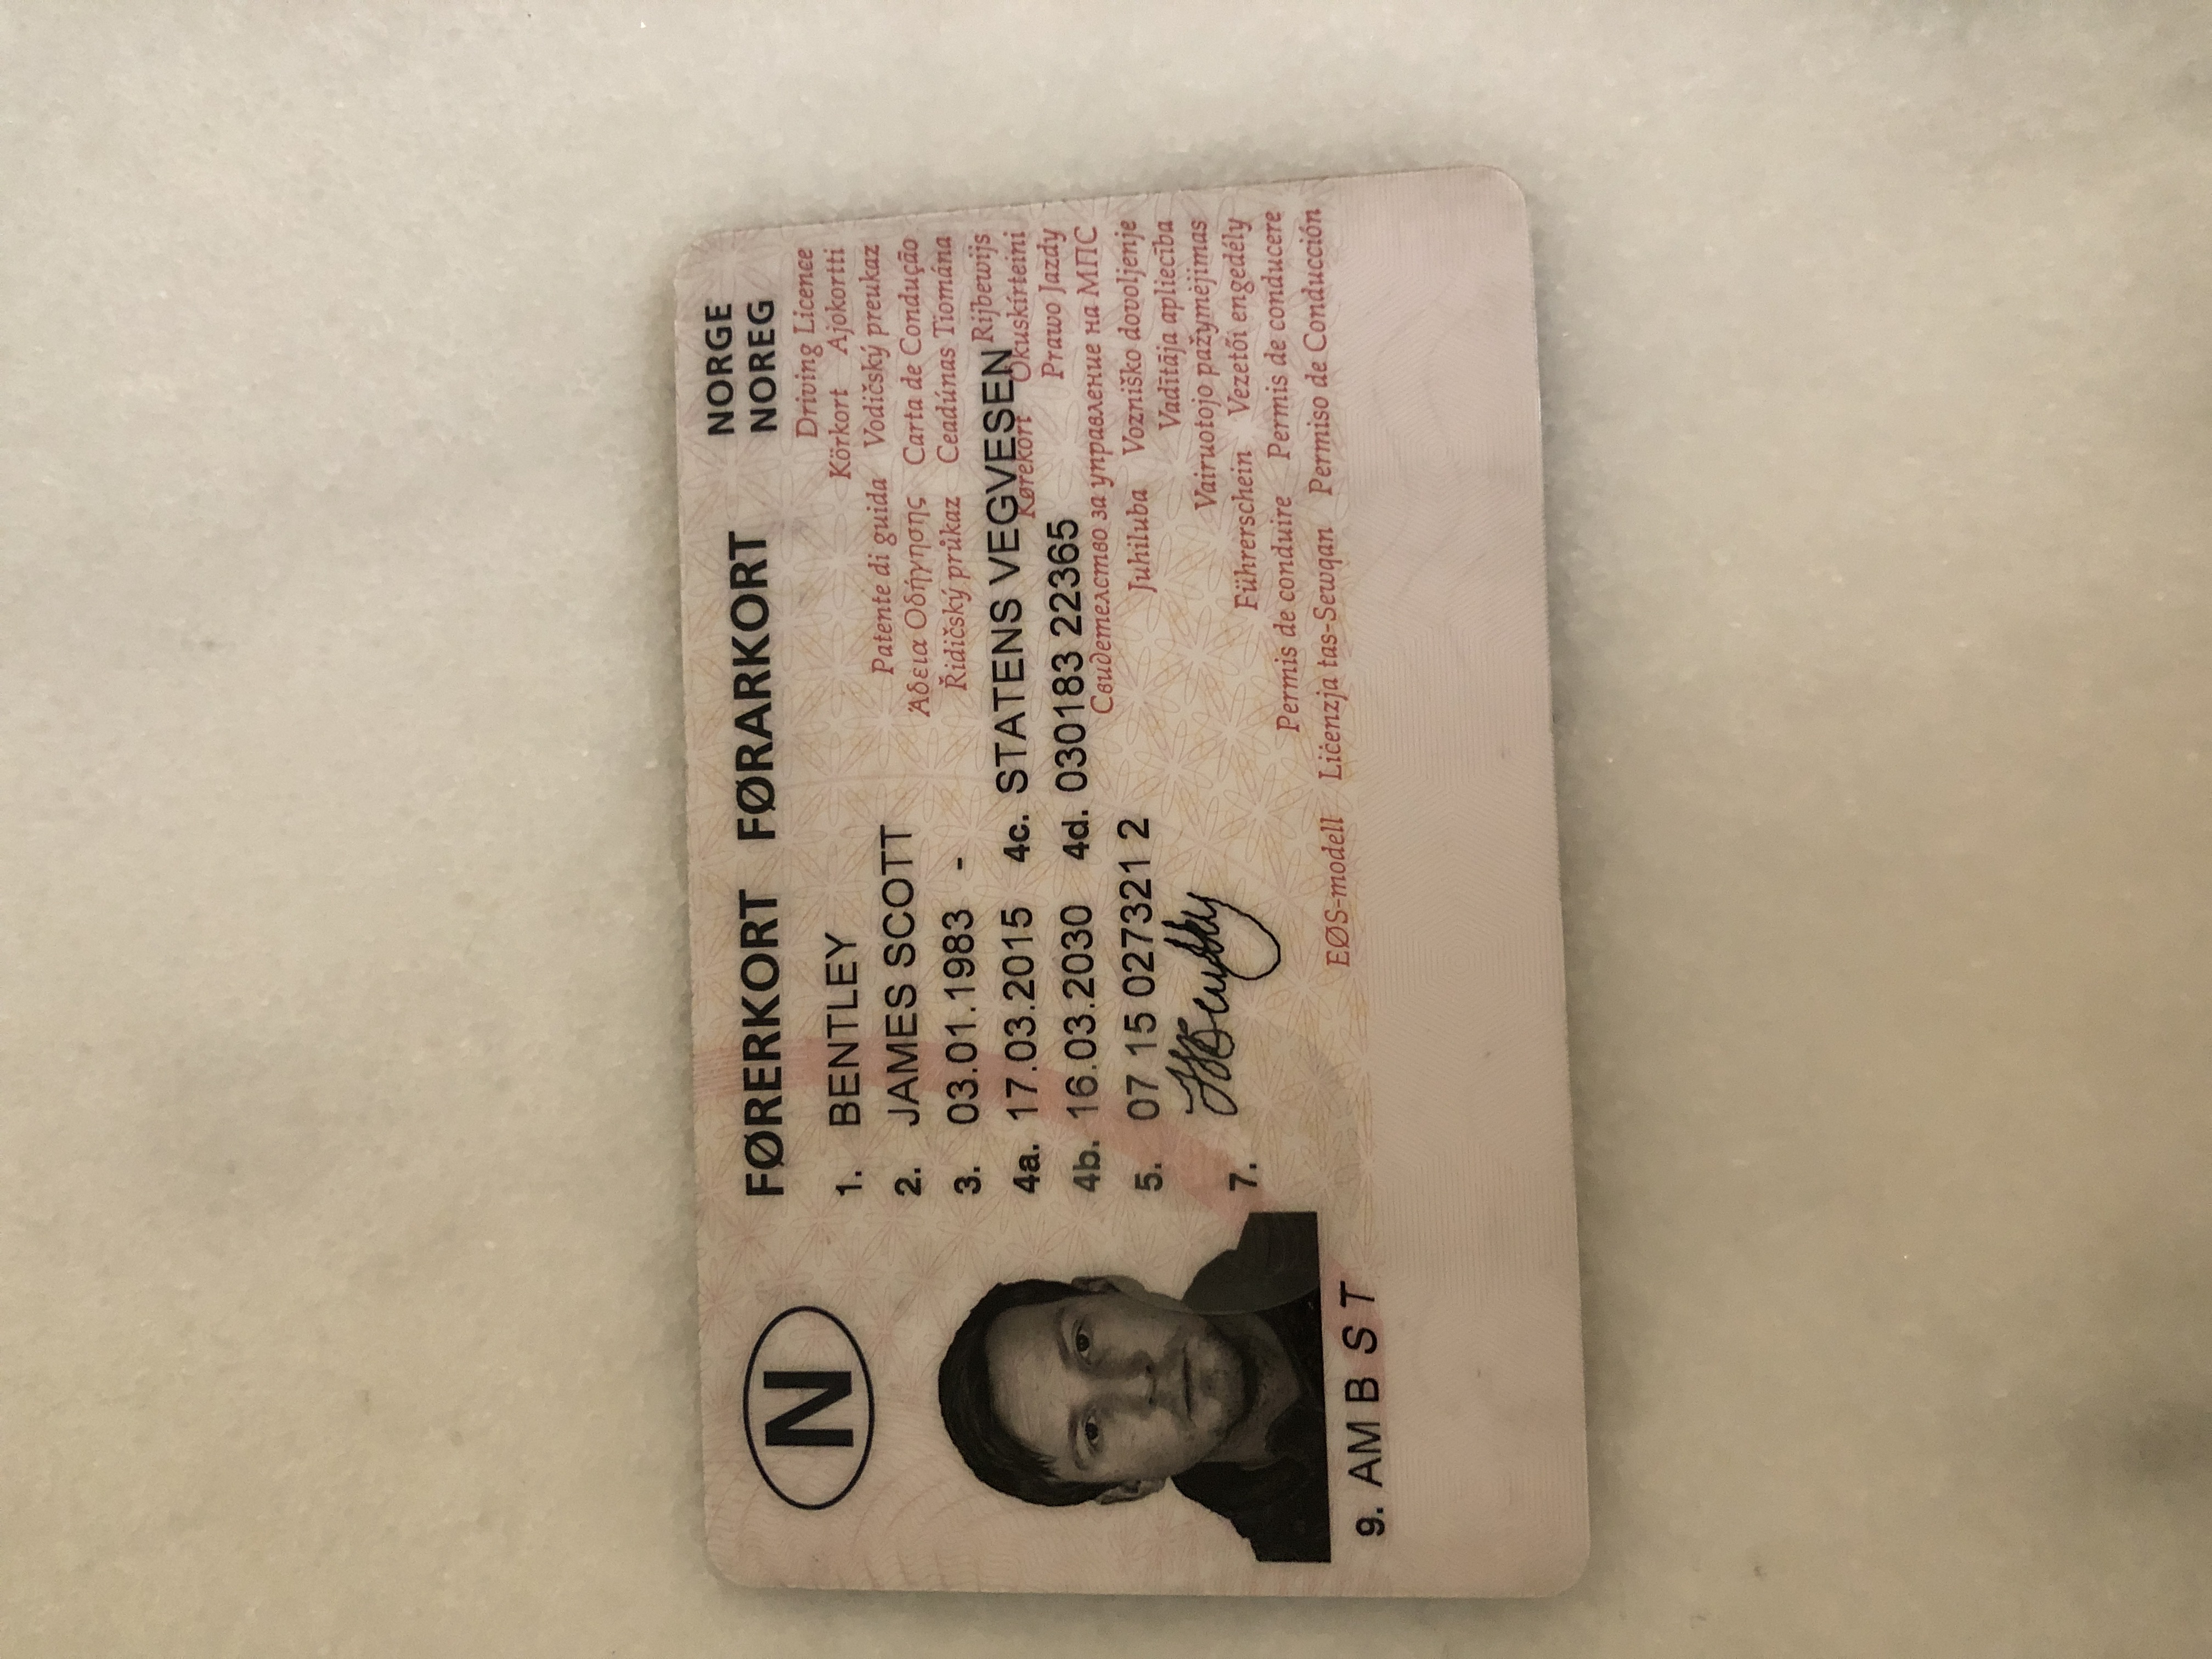 N
FØRERKORT FØRARKORT
NORGE
NOREG
Driving Licence
Körkort Ajokortti
Patente di guida Vodičský preukaz
Άδεια Οδήγησης Carta de Condução
Řidičský průkaz Ceadúnas Tiomána
Rijbewijs
Kørekort Ökuskírteini
Prawo Jazdy
Свидетелство за управление на МПС
Juhiluba Vozniško dovoljenje
Vadītāja apliecība
Vairuotojo pažymėjimas
Führerschein Vezetői engedély
Permis de conduire Permis de conducere
EØS-modell Liċenzja tas-Sewqan Permiso de Conducción
1. BENTLEY
2. JAMES SCOTT
3. 03.01.1983 -
4a. 17.03.2015 4c. STATENS VEGVESEN
4b. 16.03.2030 4d. 030183 22365
5. 07 15 027321 2
7.
9. AM B S T